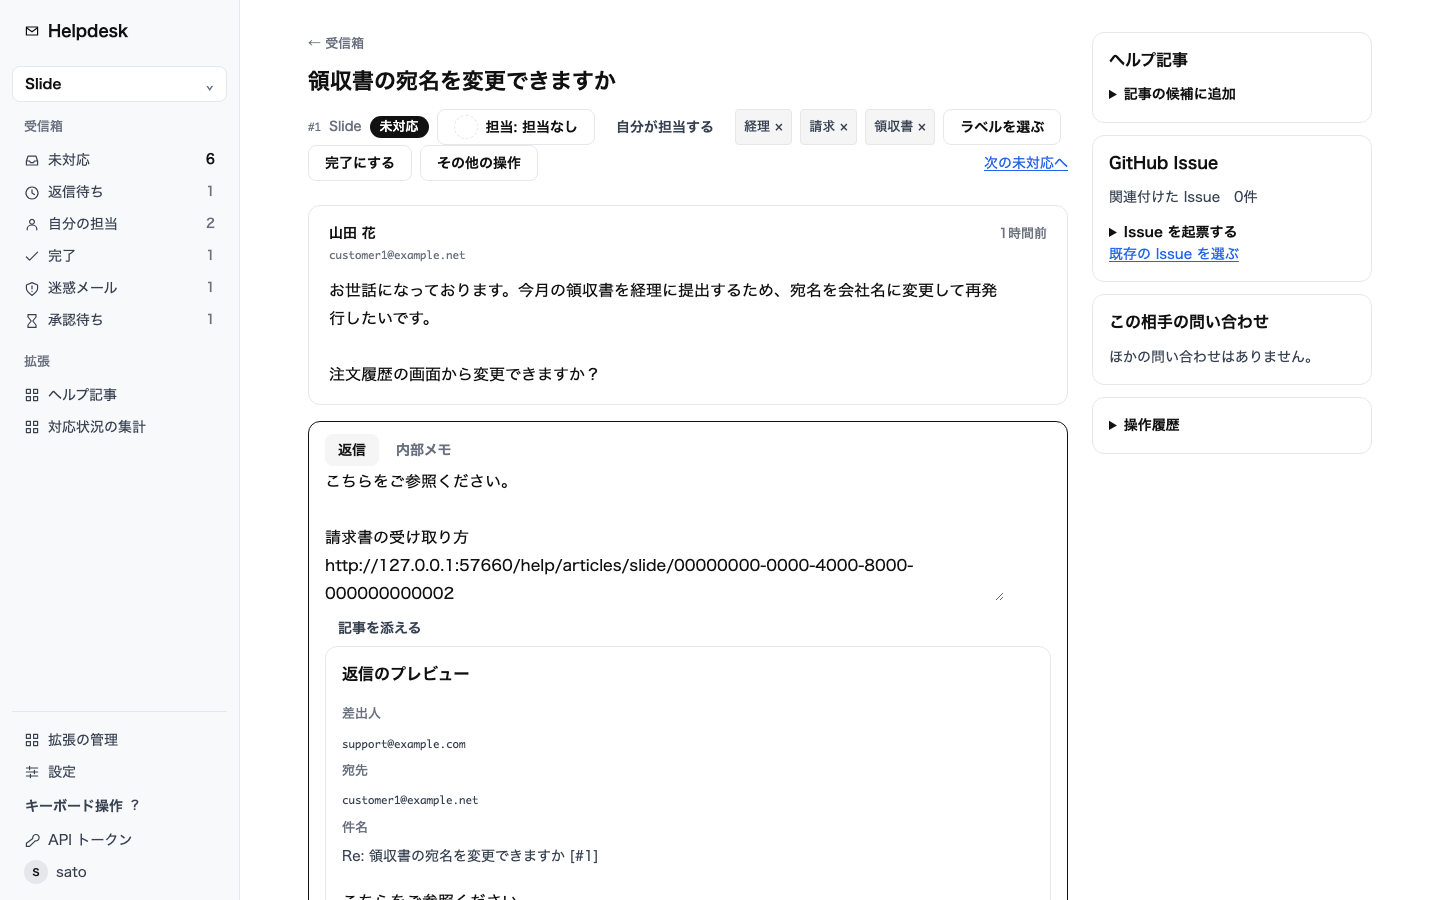 Helpdesk
Slide
受信箱
未対応 6
返信待ち 1
自分の担当 2
完了 1
迷惑メール 1
承認待ち 1
拡張
ヘルプ記事
対応状況の集計
拡張の管理
設定
キーボード操作 ?
API トークン
S sato
← 受信箱
領収書の宛名を変更できますか
#1 Slide 未対応 担当: 担当なし 自分が担当する 経理 × 請求 × 領収書 × ラベルを選ぶ
完了にする その他の操作 次の未対応へ
山田 花 1時間前
customer1@example.net
お世話になっております。今月の領収書を経理に提出するため、宛名を会社名に変更して再発
行したいです。
注文履歴の画面から変更できますか？
返信 内部メモ
こちらをご参照ください。
請求書の受け取り方
http://127.0.0.1:57660/help/articles/slide/00000000-0000-4000-8000-
000000000002
記事を添える
返信のプレビュー
差出人
support@example.com
宛先
customer1@example.net
件名
Re: 領収書の宛名を変更できますか [#1]
こちらをご参照ください
ヘルプ記事
▶ 記事の候補に追加
GitHub Issue
関連付けた Issue 0件
▶ Issue を起票する
既存の Issue を選ぶ
この相手の問い合わせ
ほかの問い合わせはありません。
▶ 操作履歴